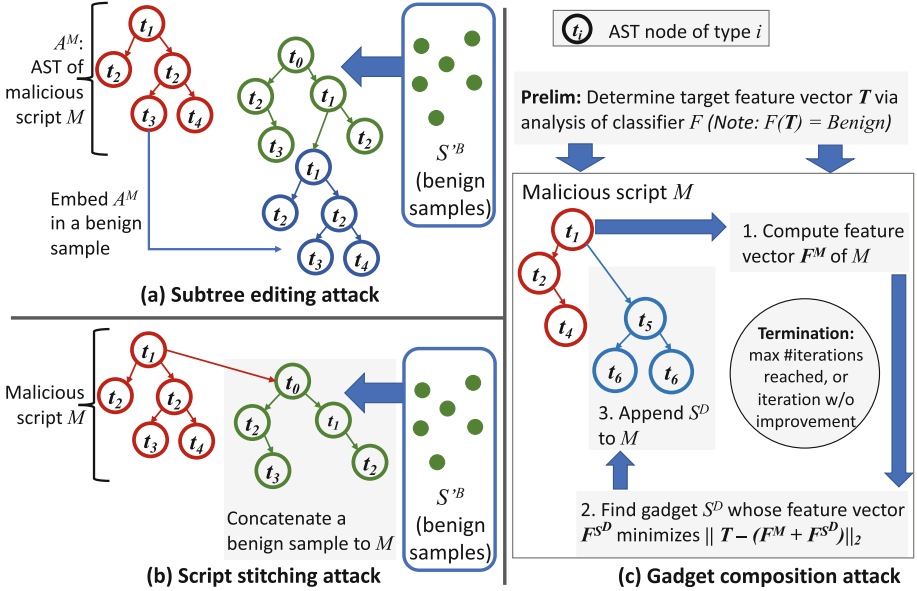 A^M:
AST of
malicious
script M
t₁
t₂
t₂
t₃
t₄
t₀
t₂
t₁
t₃
t₂
t₁
t₂
t₂
t₃
t₄
S'^B
(benign
samples)
Embed A^M
in a benign
sample
(a) Subtree editing attack
Malicious
script M
t₁
t₂
t₂
t₃
t₄
t₀
t₂
t₁
t₃
t₂
S'^B
(benign
samples)
Concatenate a
benign sample to M
(b) Script stitching attack
tᵢ AST node of type i
Prelim: Determine target feature vector T via
analysis of classifier F (Note: F(T) = Benign)
Malicious script M
t₁
t₂
t₄
t₅
t₆
t₆
1. Compute feature
vector F^M of M
Termination:
max #iterations
reached, or
iteration w/o
improvement
3. Append S^D
to M
2. Find gadget S^D whose feature vector
F^{S^D} minimizes || T – (F^M + F^{S^D})||₂
(c) Gadget composition attack